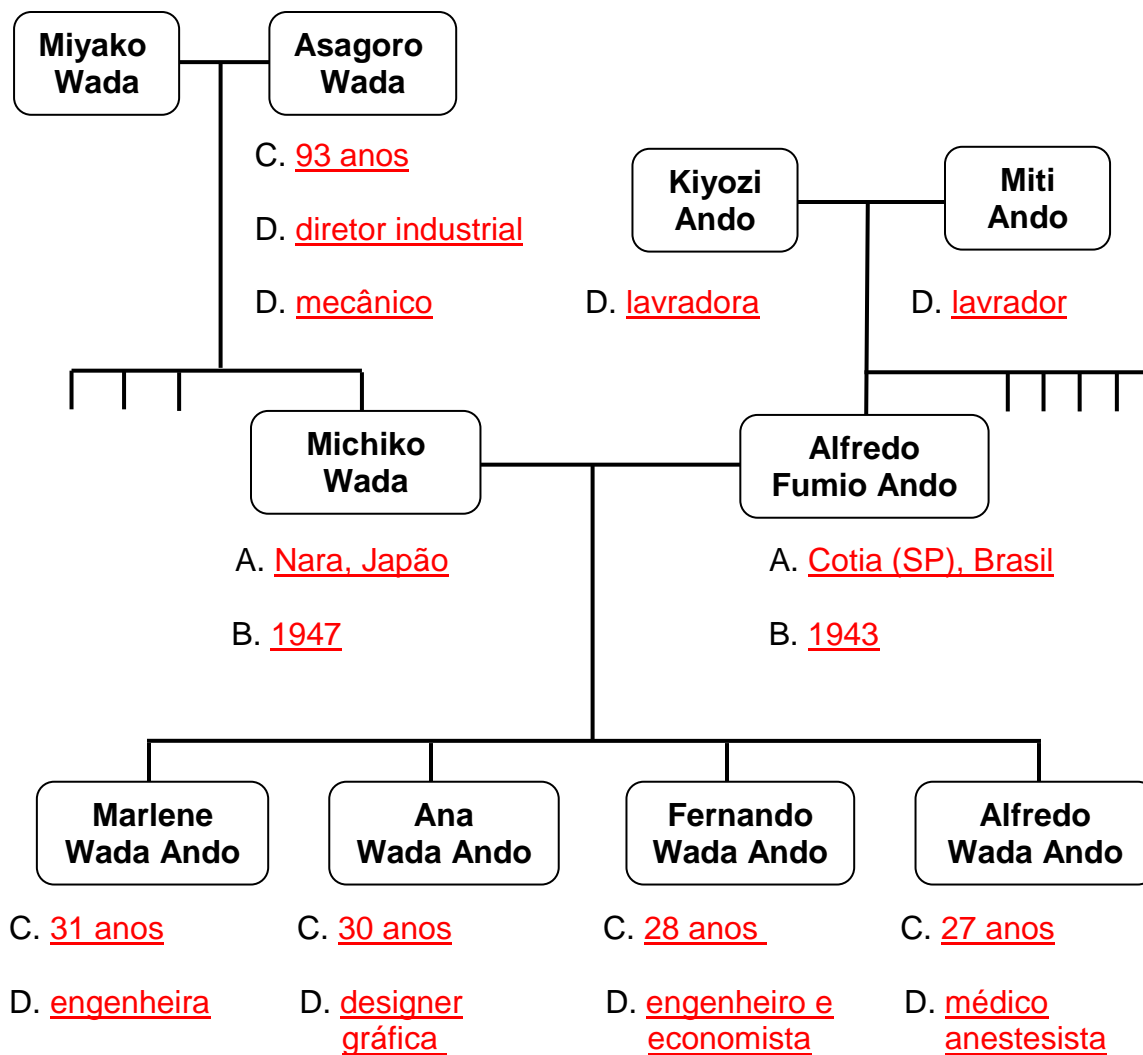 Miyako
Wada
Asagoro
Wada
C. 93 anos
D. diretor industrial
D. mecânico
Kiyozi
Ando
Miti
Ando
D. lavradora
D. lavrador
Michiko
Wada
Alfredo
Fumio Ando
A. Nara, Japão
B. 1947
A. Cotia (SP), Brasil
B. 1943
Marlene
Wada Ando
Ana
Wada Ando
Fernando
Wada Ando
Alfredo
Wada Ando
C. 31 anos
D. engenheira
C. 30 anos
D. designer
gráfica
C. 28 anos
D. engenheiro e
economista
C. 27 anos
D. médico
anestesista